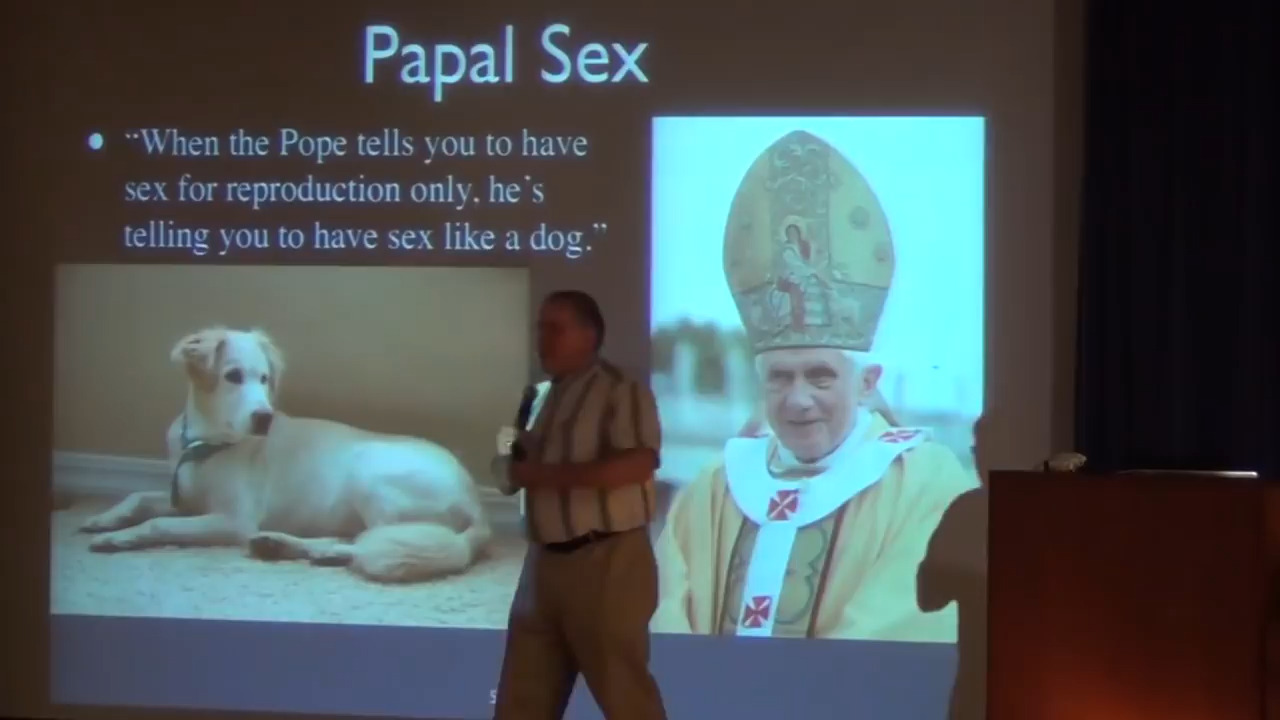 Papal Sex
• “When the Pope tells you to have
sex for reproduction only, he’s
telling you to have sex like a dog.”